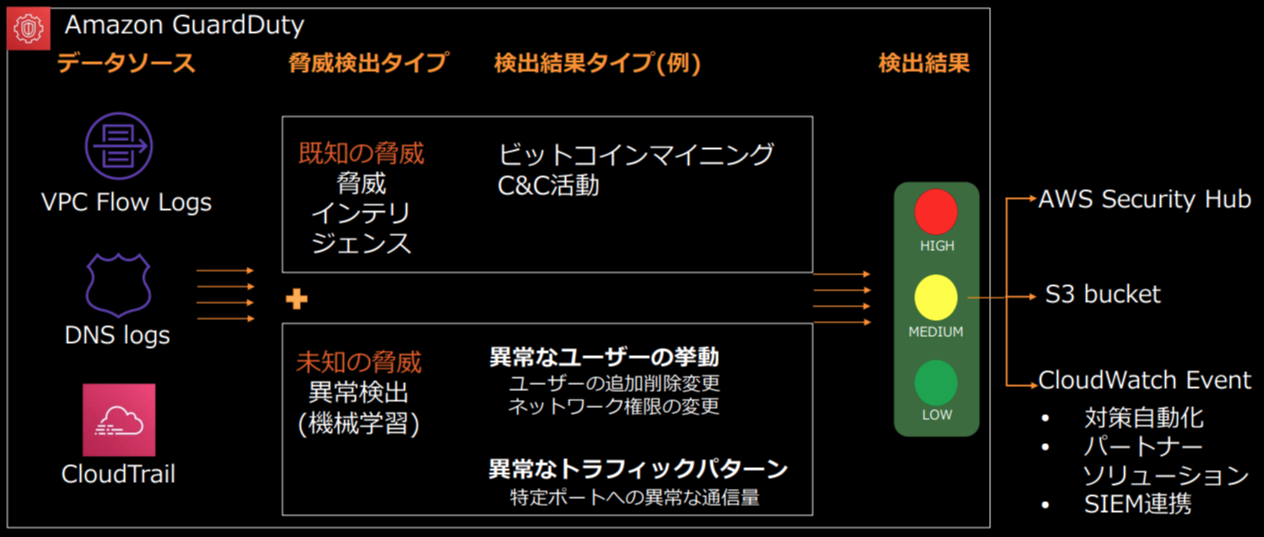 Amazon GuardDuty
データソース
脅威検出タイプ
検出結果タイプ(例)
検出結果
VPC Flow Logs
DNS logs
CloudTrail
既知の脅威
脅威
インテリ
ジェンス
ビットコインマイニング
C&C活動
未知の脅威
異常検出
(機械学習)
異常なユーザーの挙動
ユーザーの追加削除変更
ネットワーク権限の変更
異常なトラフィックパターン
特定ポートへの異常な通信量
HIGH
MEDIUM
LOW
AWS Security Hub
S3 bucket
CloudWatch Event
• 対策自動化
• パートナー
ソリューション
• SIEM連携